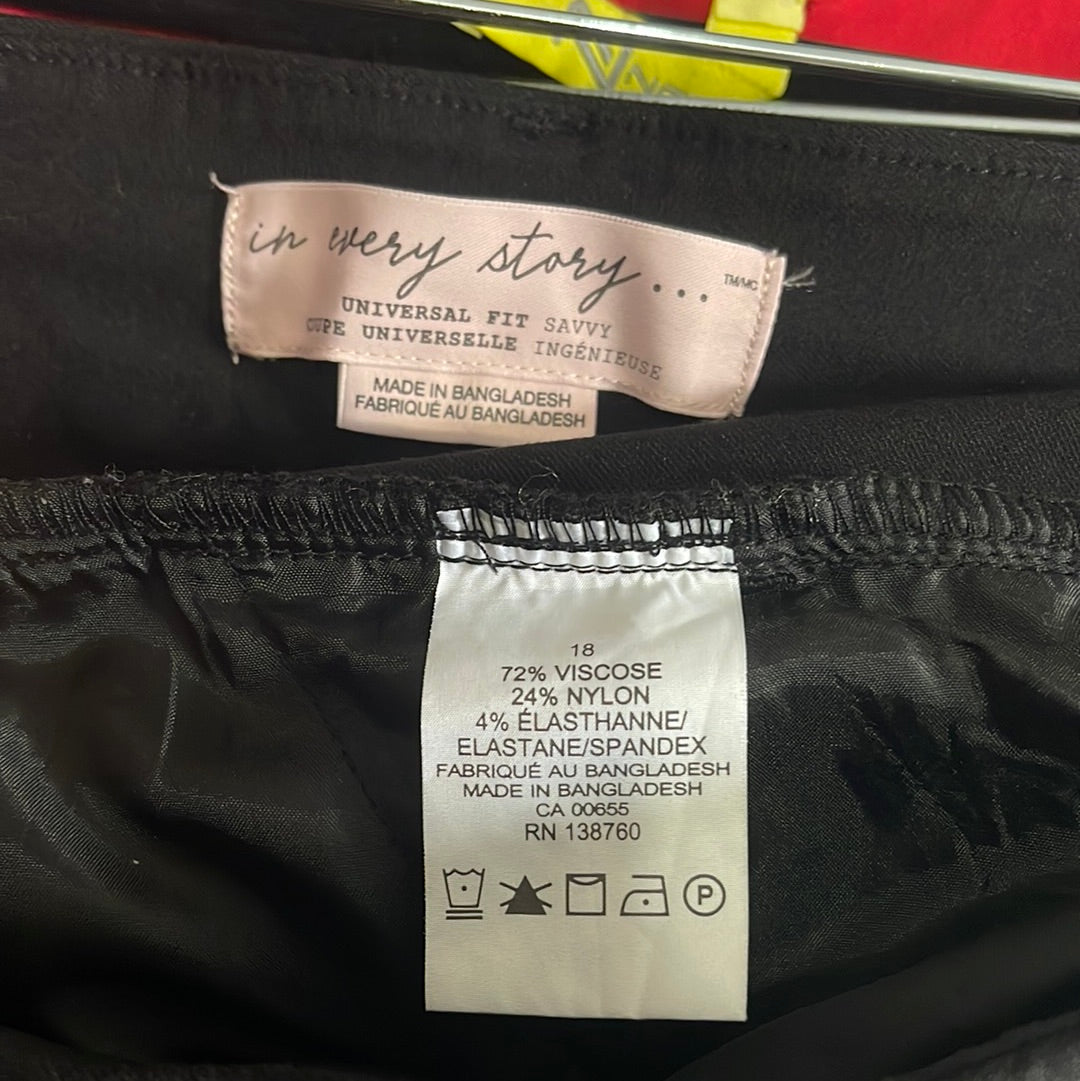 in every story... TM/MC
UNIVERSAL FIT SAVVY
COUPE UNIVERSELLE INGÉNIEUSE
MADE IN BANGLADESH
FABRIQUÉ AU BANGLADESH
18
72% VISCOSE
24% NYLON
4% ÉLASTHANNE/
ELASTANE/SPANDEX
FABRIQUÉ AU BANGLADESH
MADE IN BANGLADESH
CA 00655
RN 138760
P